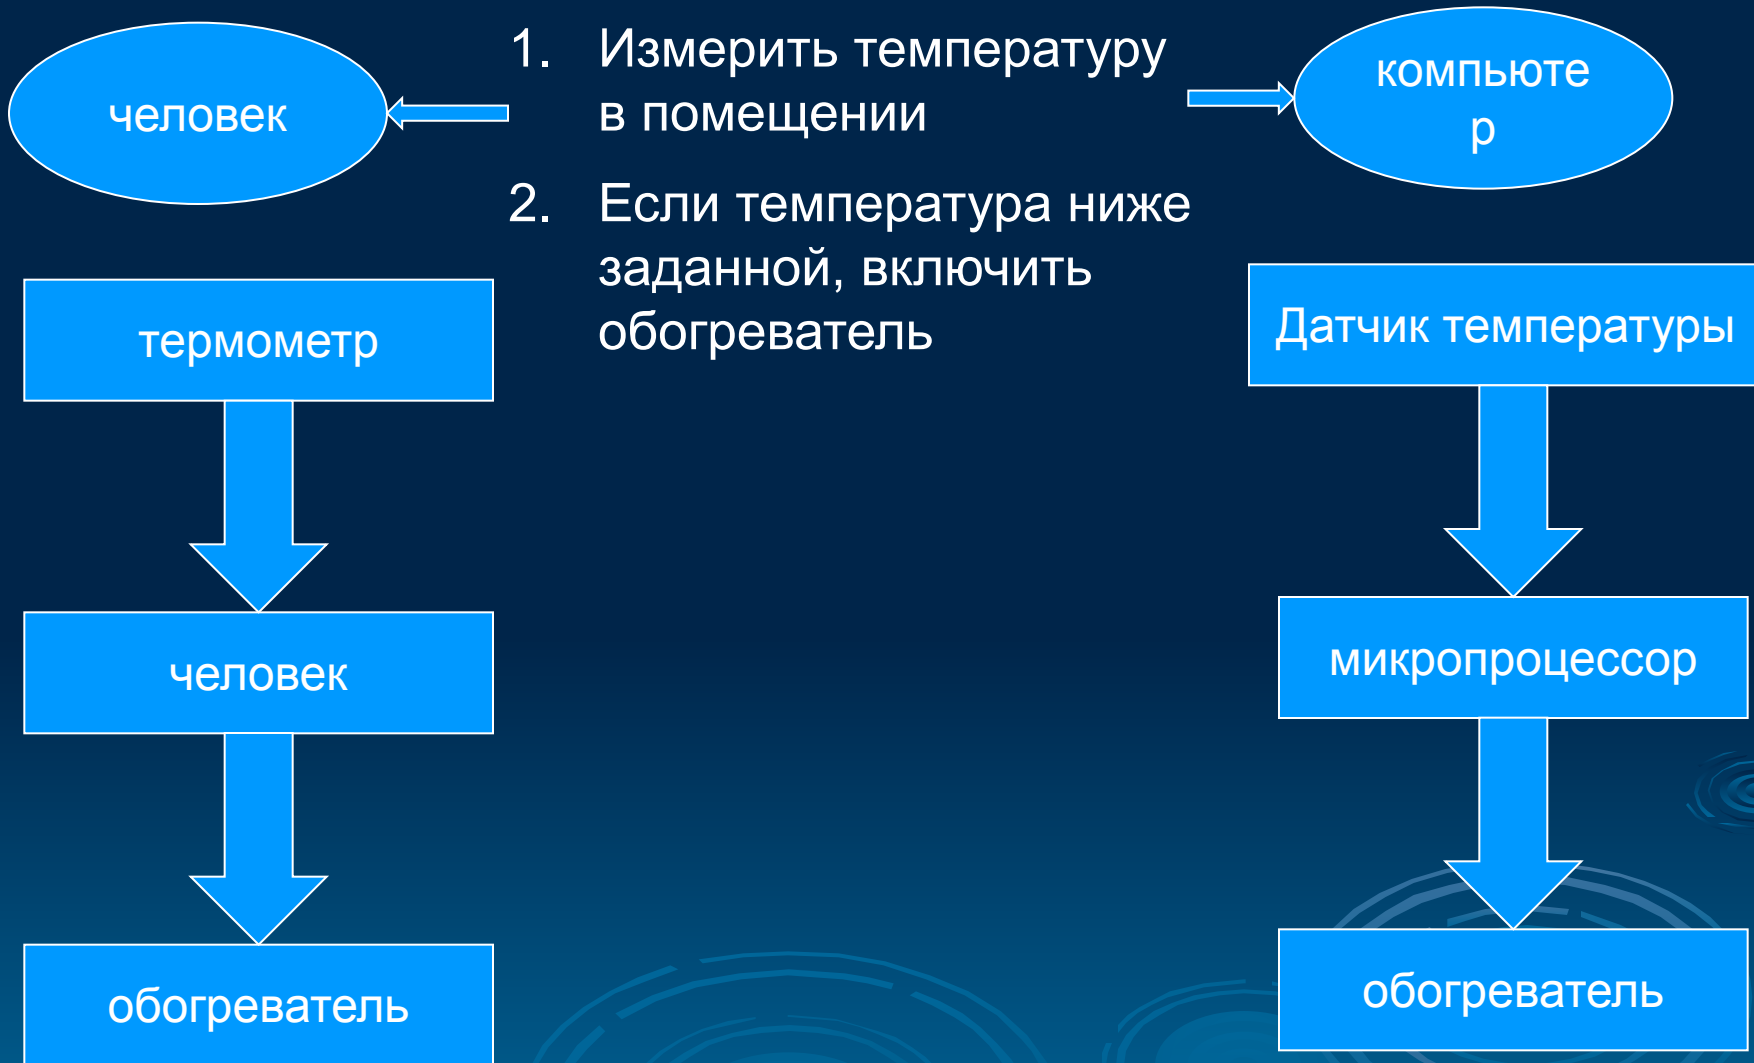 человек
1. Измерить температуру
в помещении
2. Если температура ниже
заданной, включить
обогреватель
компьюте
р
термометр
человек
обогреватель
Датчик температуры
микропроцессор
обогреватель